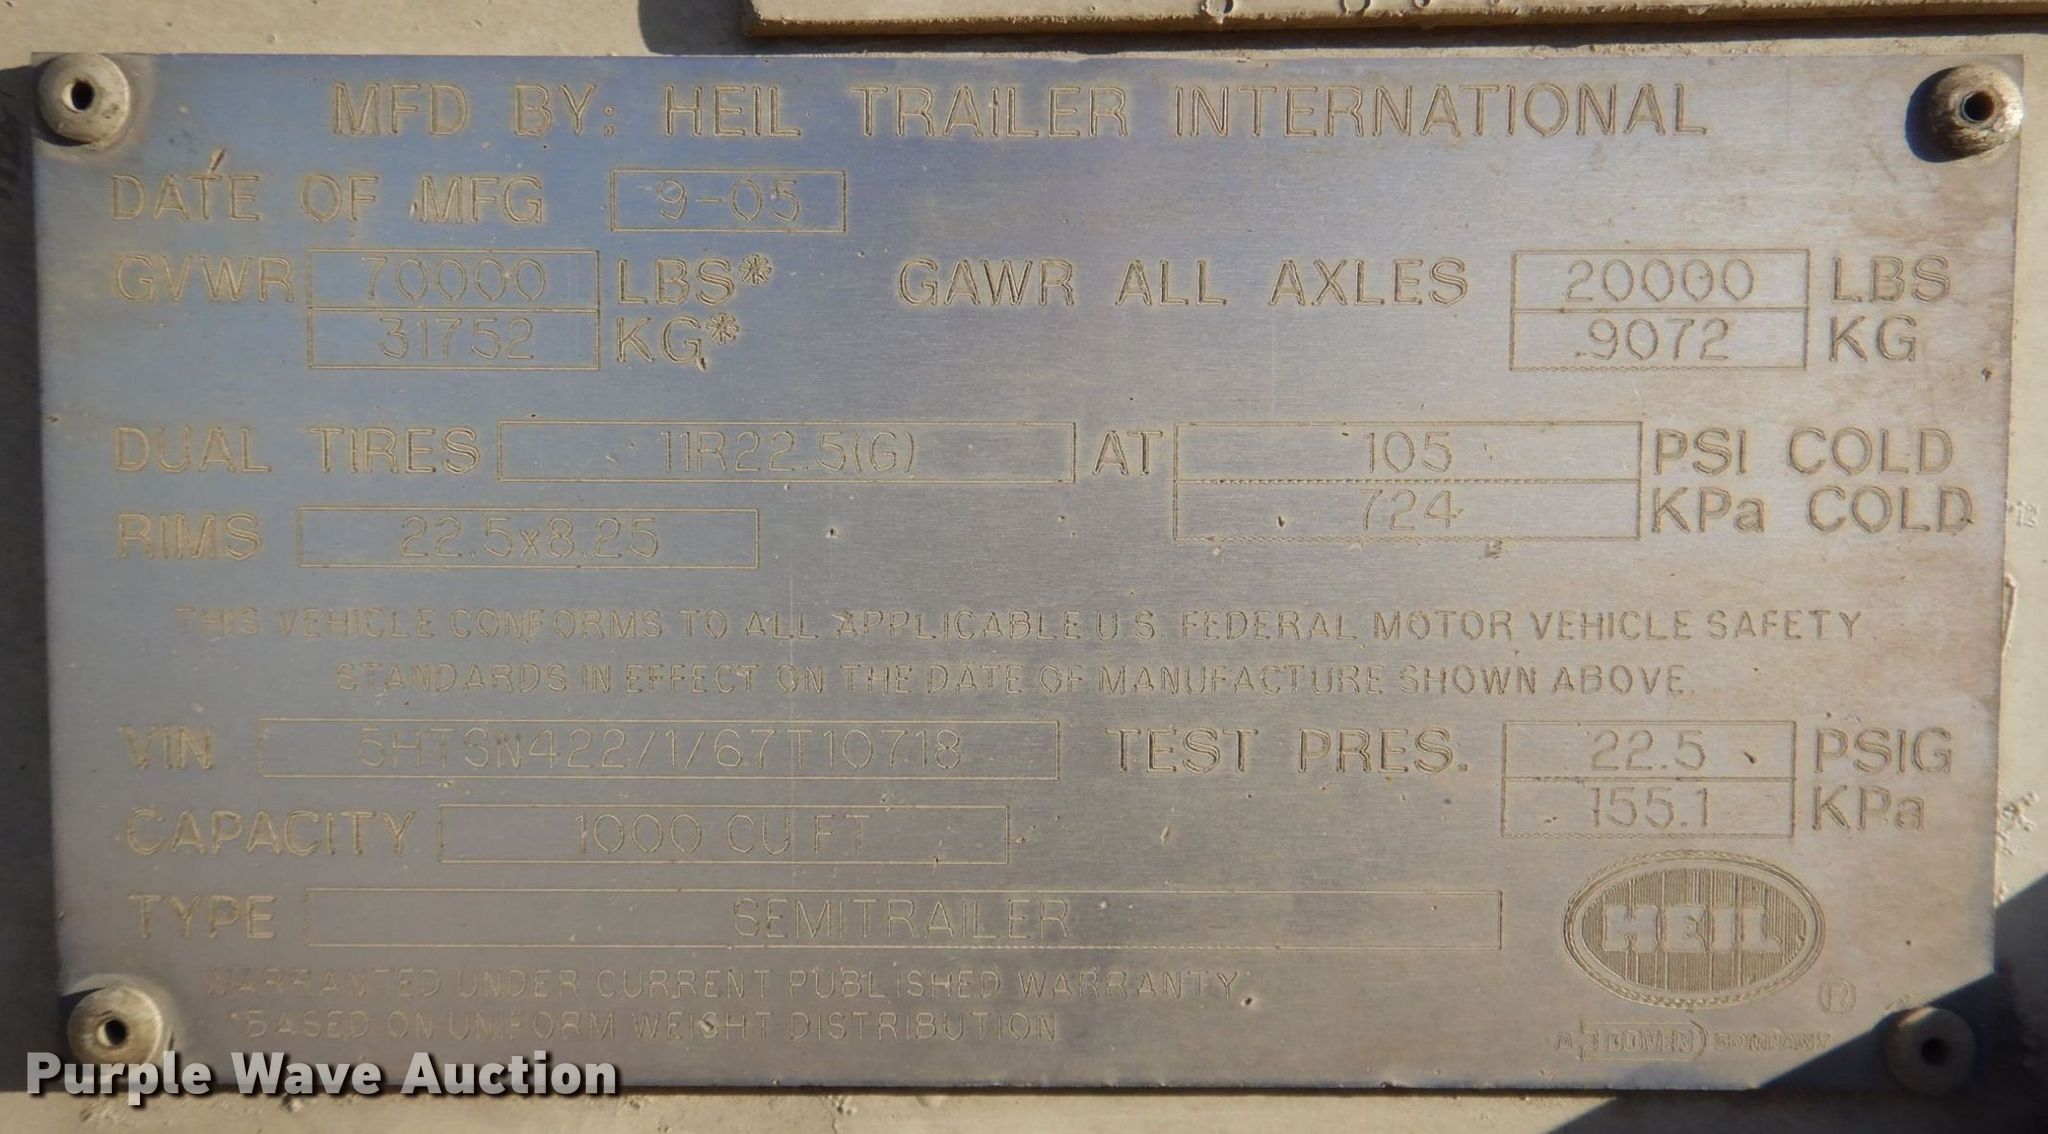 MFD BY: HEIL TRAILER INTERNATIONAL
DATE OF MFG 9-05
GVWR 70000 LBS* GAWR ALL AXLES 20000 LBS
31752 KG* 9072 KG
DUAL TIRES 11R22.5(G) AT 105 PSI COLD
724 KPa COLD
RIMS 22.5x8.25
THIS VEHICLE CONFORMS TO ALL APPLICABLE U.S. FEDERAL MOTOR VEHICLE SAFETY
STANDARDS IN EFFECT ON THE DATE OF MANUFACTURE SHOWN ABOVE.
VIN 5HTSN422/1/67T10718 TEST PRES. 22.5 PSIG
155.1 KPa
CAPACITY 1000 CU FT
TYPE SEMITRAILER
HEIL ®
WARRANTED UNDER CURRENT PUBLISHED WARRANTY.
*BASED ON UNIFORM WEIGHT DISTRIBUTION
A DOVER COMPANY
Purple Wave Auction